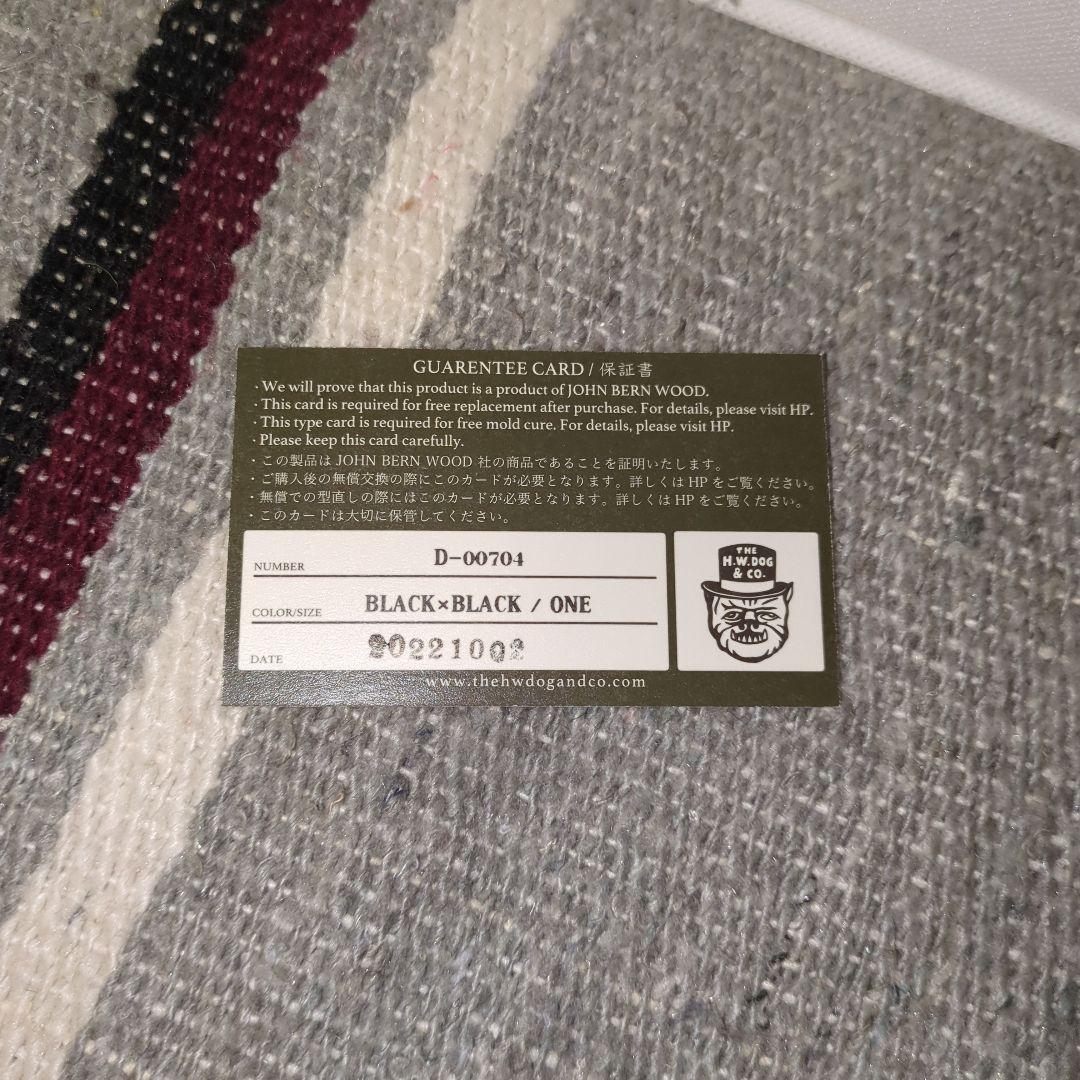 GUARENTEE CARD / 保証書
・We will prove that this product is a product of JOHN BERN WOOD.
・This card is required for free replacement after purchase. For details, please visit HP.
・This type card is required for free mold cure. For details, please visit HP.
・Please keep this card carefully.
・この製品は JOHN BERN WOOD 社の商品であることを証明いたします。
・ご購入後の無償交換の際にこのカードが必要となります。詳しくは HP をご覧ください。
・無償での型直しの際にはこのカードが必要となります。詳しくは HP をご覧ください。
・このカードは大切に保管してください。
NUMBER D-00704
COLOR/SIZE BLACK×BLACK / ONE
DATE 20221002
THE
H.W.DOG
& CO.
www.thehwdogandco.com